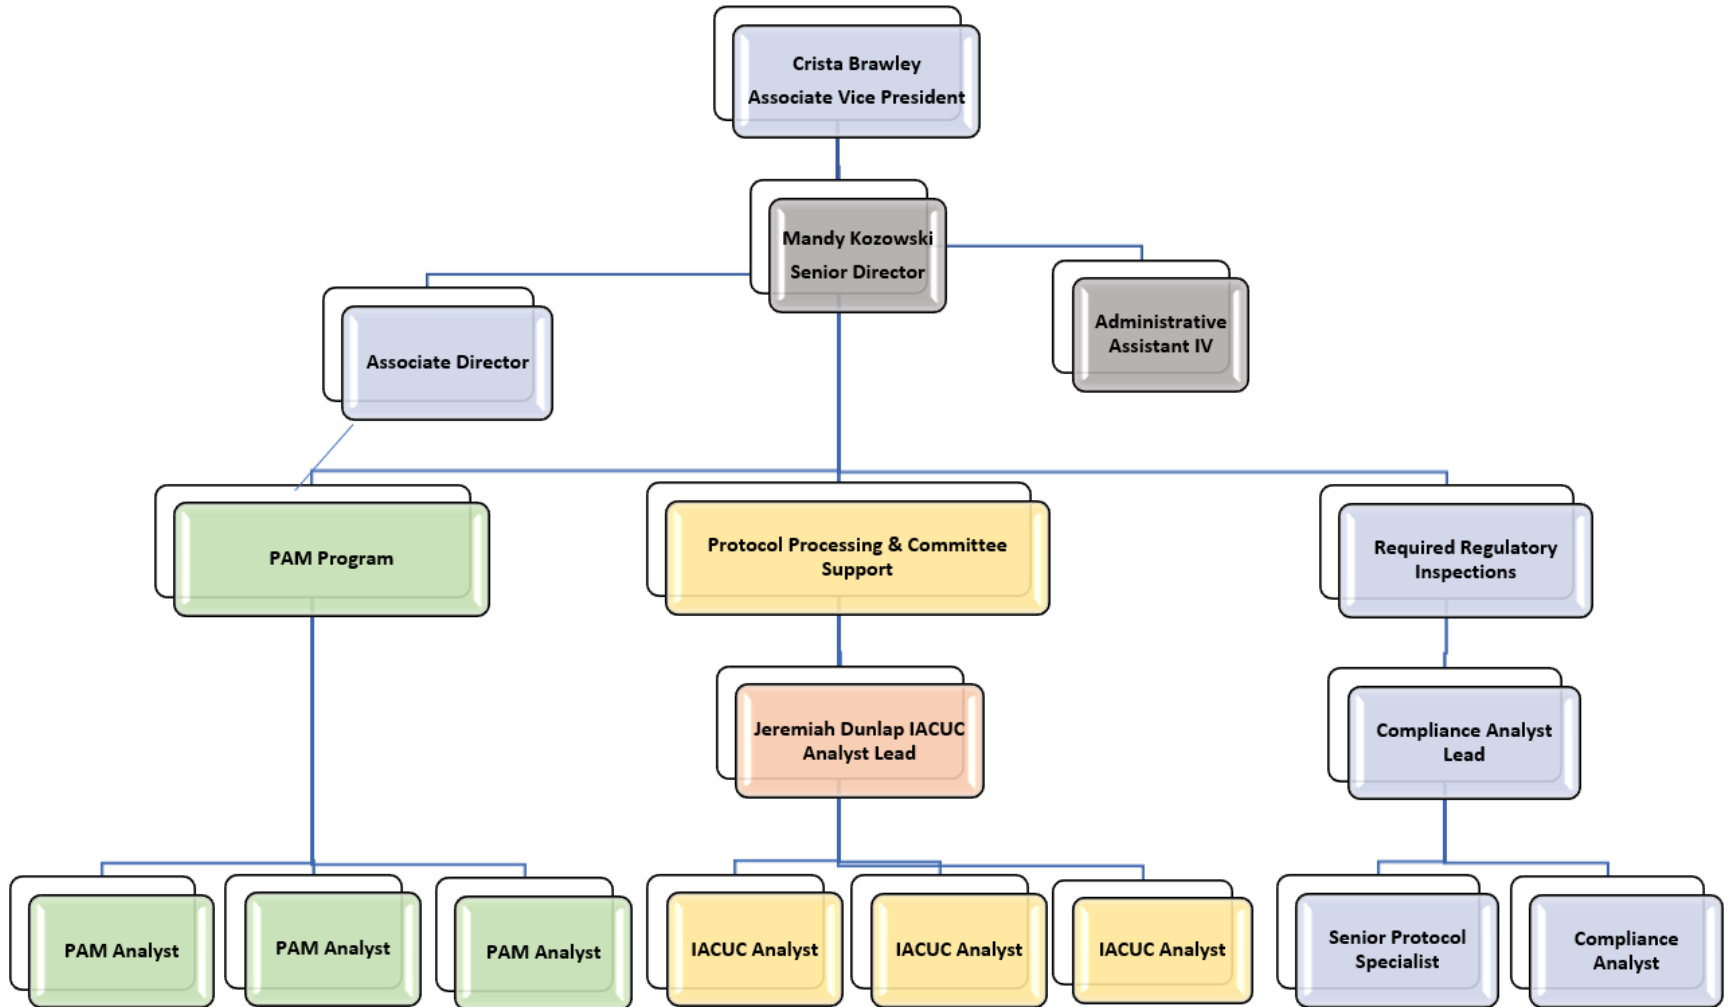 Crista Brawley
Associate Vice President
Mandy Kozowski
Senior Director
Associate Director
Administrative
Assistant IV
PAM Program
Protocol Processing & Committee
Support
Required Regulatory
Inspections
Jeremiah Dunlap IACUC
Analyst Lead
Compliance Analyst
Lead
PAM Analyst
PAM Analyst
PAM Analyst
IACUC Analyst
IACUC Analyst
IACUC Analyst
Senior Protocol
Specialist
Compliance
Analyst